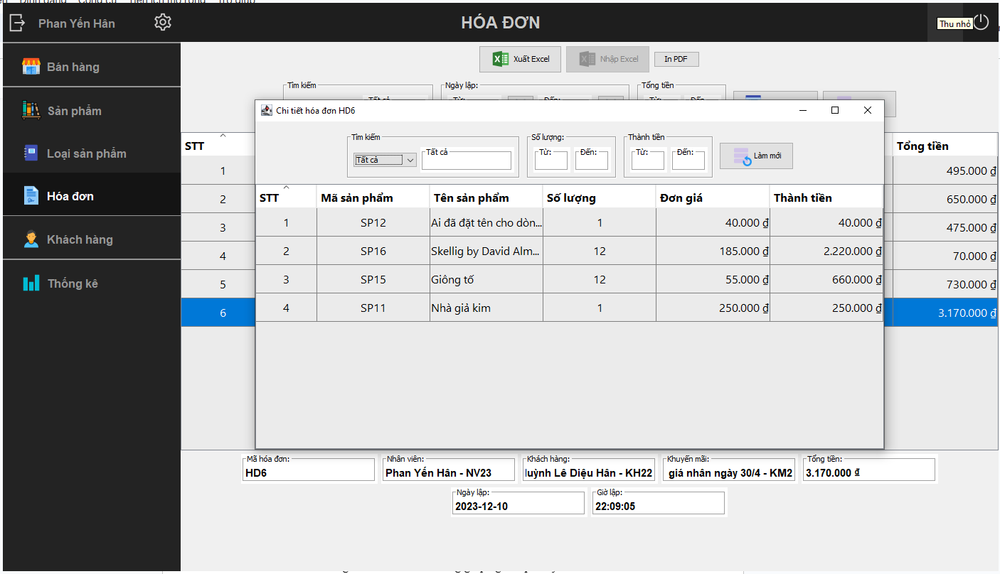 Phan Yến Hân
HÓA ĐƠN
Thu nhỏ
Bán hàng
Sản phẩm
Loại sản phẩm
Hóa đơn
Khách hàng
Thống kê
Xuất Excel
Nhập Excel
In PDF
Tìm kiếm
Ngày lập:
Tổng tiền
Tất cả
Từ:
Đến:
Từ:
Đến:
STT
Tổng tiền
1 495.000 ₫
2 650.000 ₫
3 475.000 ₫
4 70.000 ₫
5 730.000 ₫
6 3.170.000 ₫
Chi tiết hóa đơn HD6
Tìm kiếm
Tất cả
Tất cả
Số lượng:
Từ:
Đến:
Thành tiền
Từ:
Đến:
Làm mới
STT Mã sản phẩm Tên sản phẩm Số lượng Đơn giá Thành tiền
1 SP12 Ai đã đặt tên cho dòn... 1 40.000 ₫ 40.000 ₫
2 SP16 Skellig by David Alm... 12 185.000 ₫ 2.220.000 ₫
3 SP15 Giông tố 12 55.000 ₫ 660.000 ₫
4 SP11 Nhà giả kim 1 250.000 ₫ 250.000 ₫
Mã hóa đơn:
HD6
Nhân viên:
Phan Yến Hân - NV23
Khách hàng:
Lê Diệu Hân - KH22
Khuyến mãi:
giá nhân ngày 30/4 - KM2
Tổng tiền:
3.170.000 ₫
Ngày lập:
2023-12-10
Giờ lập:
22:09:05